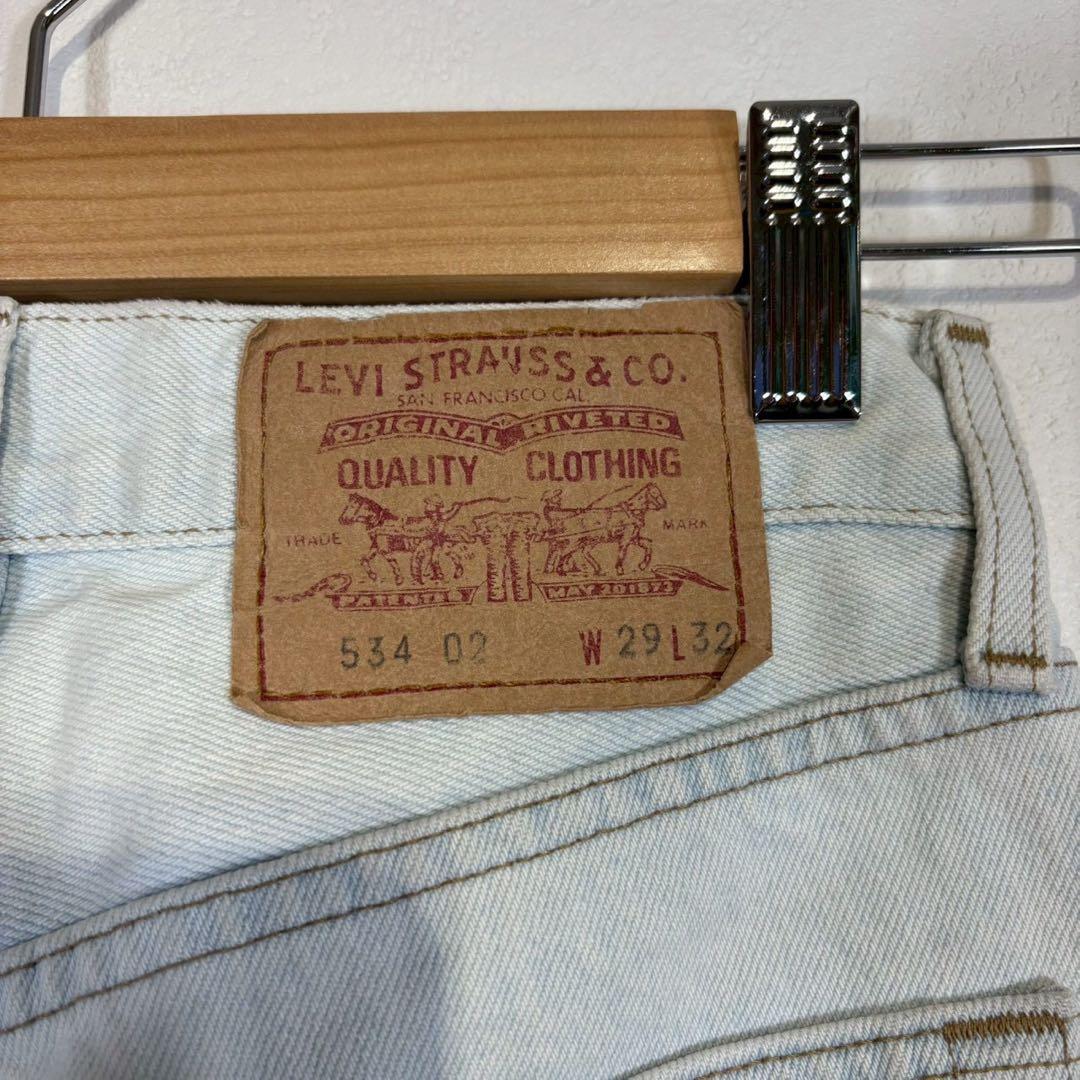 LEVI STRAUSS & CO.
SAN FRANCISCO CAL.
ORIGINAL RIVETED
QUALITY CLOTHING
TRADE MARK
PATENTED MAY 20 1873
534 02 W 29 L 32